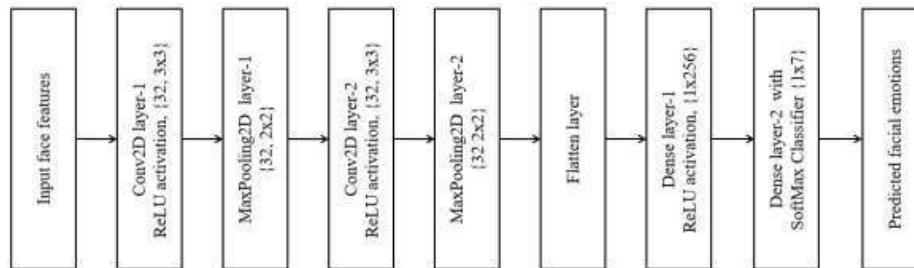 Input face features
Conv2D layer-1
ReLU activation, {32, 3x3}
MaxPooling2D layer-1
{32, 2x2}
Conv2D layer-2
ReLU activation, {32, 3x3}
MaxPooling2D layer-2
{32 2x2}
Flatten layer
Dense layer-1
ReLU activation, {1x256}
Dense layer-2 with
SoftMax Classifier {1x7}
Predicted facial emotions